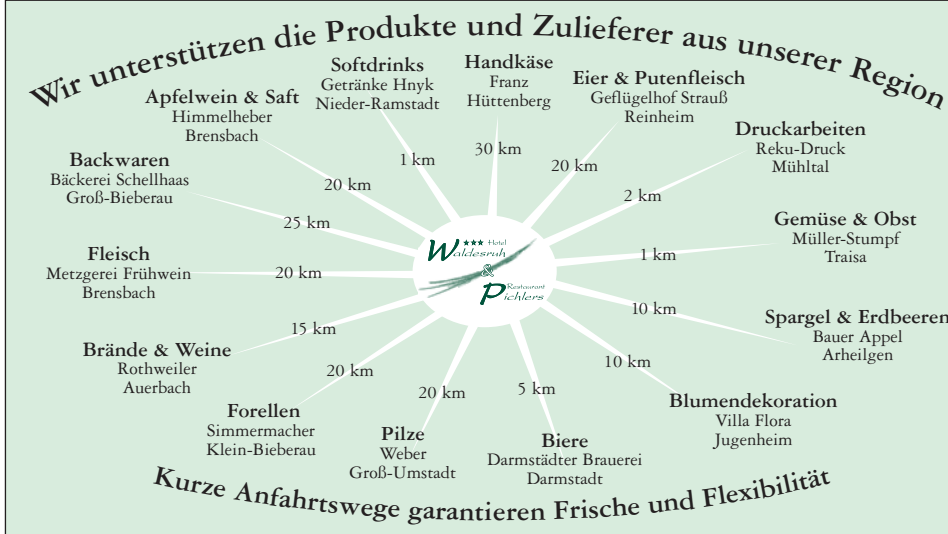 Wir unterstützen die Produkte und Zulieferer aus unserer Region
Softdrinks
Getränke Hnyk
Nieder-Ramstadt
1 km
Handkäse
Franz
Hüttenberg
30 km
Eier & Putenfleisch
Geflügelhof Strauß
Reinheim
20 km
Druckarbeiten
Reku-Druck
Mühltal
2 km
Gemüse & Obst
Müller-Stumpf
Traisa
1 km
Spargel & Erdbeeren
Bauer Appel
Arheilgen
10 km
Blumendekoration
Villa Flora
Jugenheim
10 km
Biere
Darmstädter Brauerei
Darmstadt
5 km
Pilze
Weber
Groß-Umstadt
20 km
Forellen
Simmermacher
Klein-Bieberau
20 km
Brände & Weine
Rothweiler
Auerbach
15 km
Fleisch
Metzgerei Frühwein
Brensbach
20 km
Backwaren
Bäckerei Schellhaas
Groß-Bieberau
25 km
Apfelwein & Saft
Himmelheber
Brensbach
20 km
★★★ Hotel
Waldesruh
&
Restaurant
Pichlers
Kurze Anfahrtswege garantieren Frische und Flexibilität